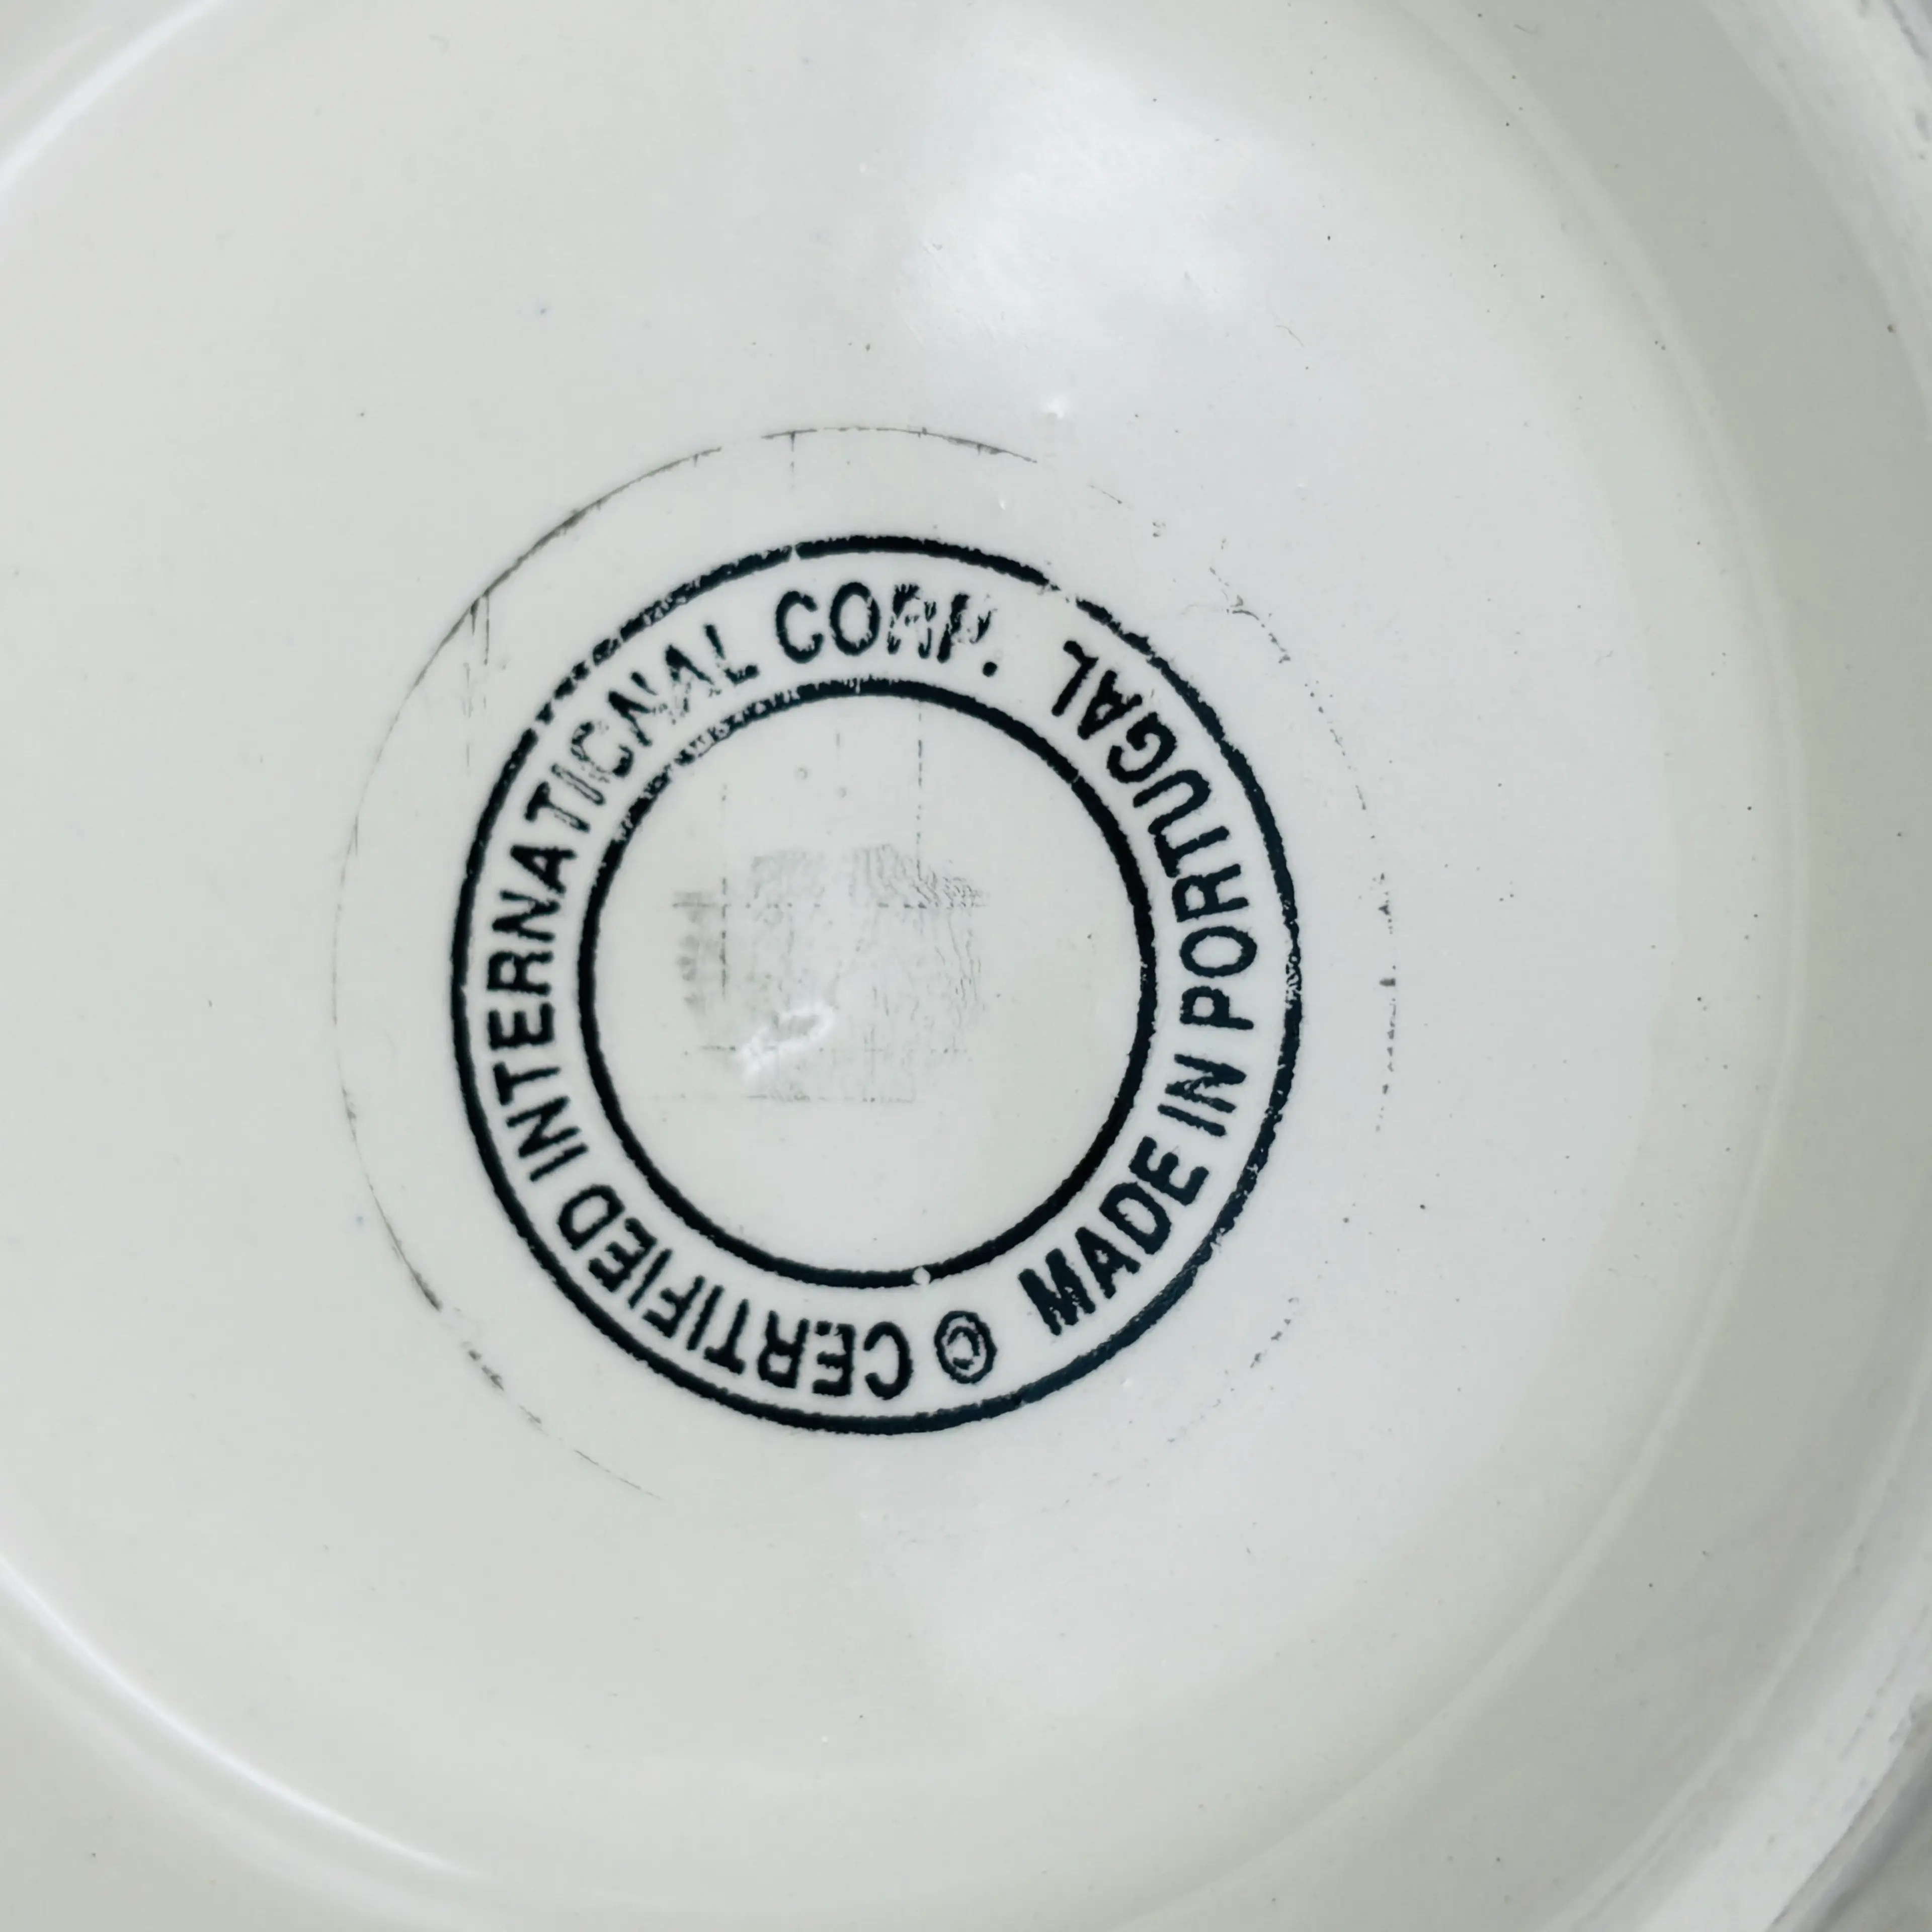 © CERTIFIED INTERNATIONAL CORP.
MADE IN PORTUGAL